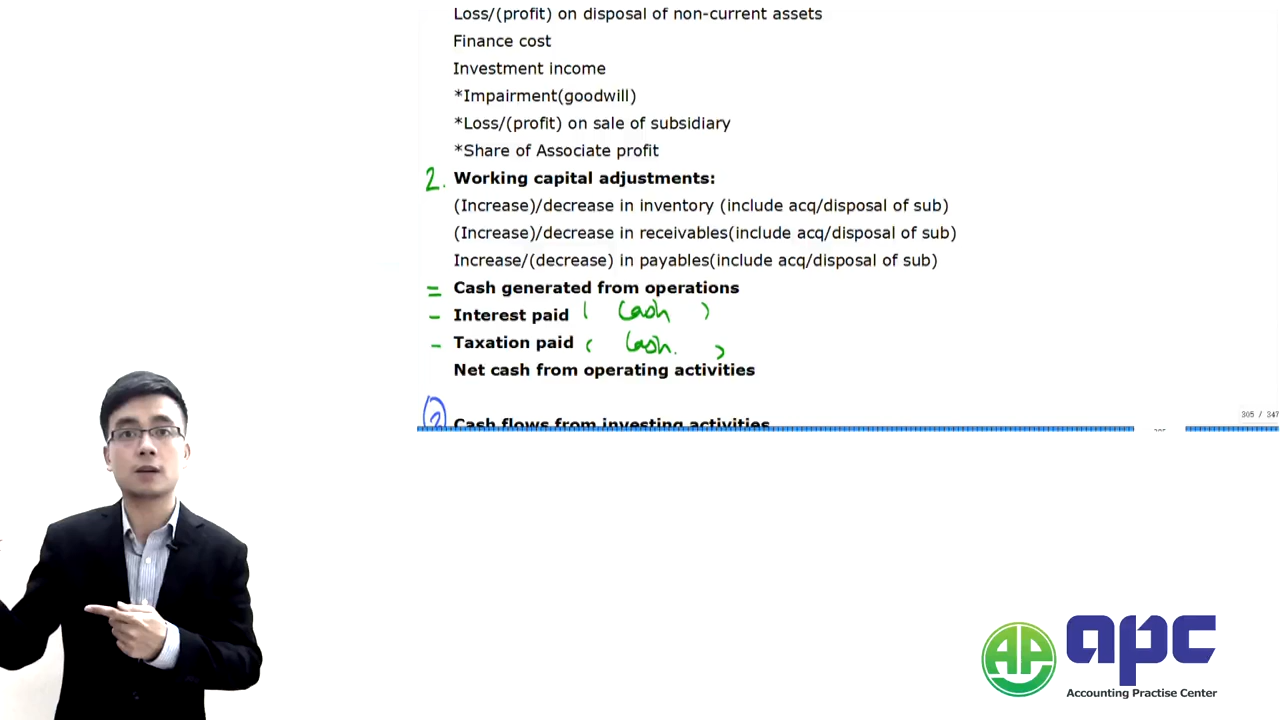 Loss/(profit) on disposal of non-current assets
Finance cost
Investment income
*Impairment(goodwill)
*Loss/(profit) on sale of subsidiary
*Share of Associate profit
2. Working capital adjustments:
(Increase)/decrease in inventory (include acq/disposal of sub)
(Increase)/decrease in receivables(include acq/disposal of sub)
Increase/(decrease) in payables(include acq/disposal of sub)
= Cash generated from operations
- Interest paid ( Cash )
- Taxation paid ( Cash. )
Net cash from operating activities
305 / 347
② Cash flows from investing activities
AP apc
Accounting Practise Center